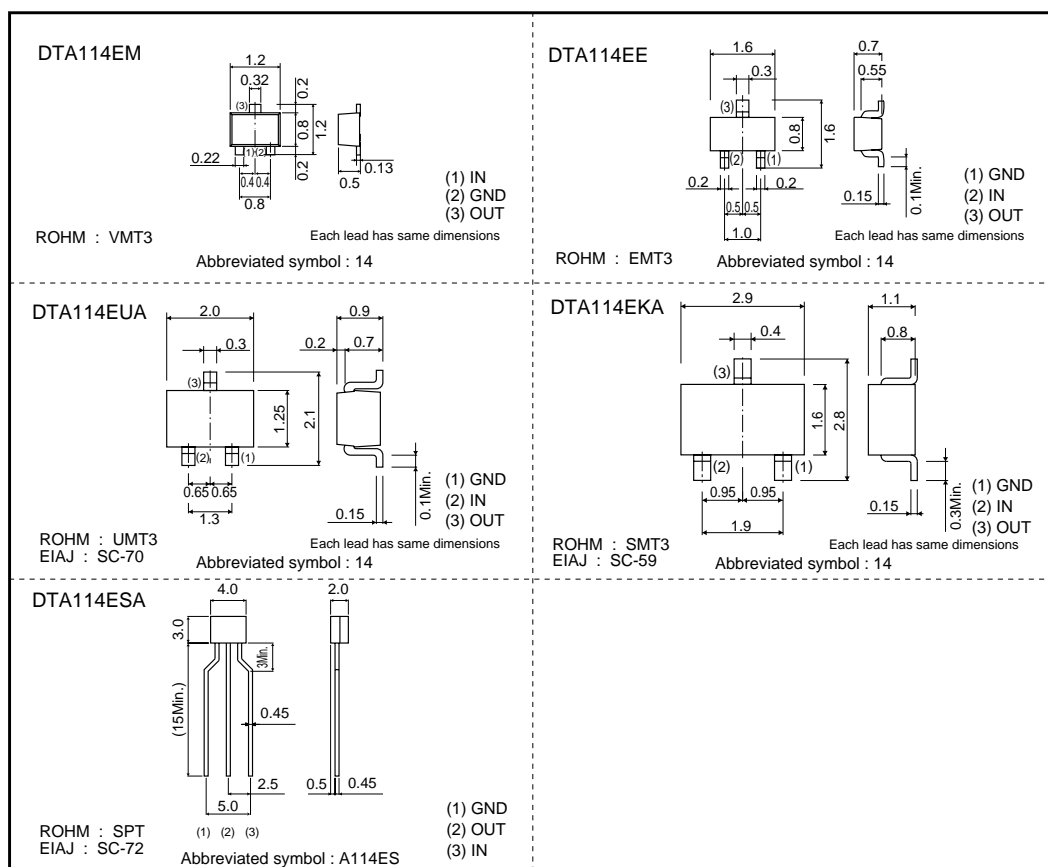 DTA114EM
1.2
0.32
0.2
(3)
0.8
1.2
(1) (2)
0.22
0.2
0.13
0.4 0.4
0.5
0.8
(1) IN
(2) GND
(3) OUT
ROHM : VMT3
Each lead has same dimensions
Abbreviated symbol : 14
DTA114EE
1.6
0.7
0.3
0.55
(3)
0.8
1.6
(2) (1)
0.2
0.2
0.15
0.1Min.
0.5 0.5
1.0
(1) GND
(2) IN
(3) OUT
Each lead has same dimensions
ROHM : EMT3
Abbreviated symbol : 14
DTA114EUA
2.0
0.9
0.3
0.2
0.7
(3)
1.25
2.1
(2) (1)
0.65 0.65
0.1Min.
0.15
1.3
(1) GND
(2) IN
(3) OUT
ROHM : UMT3
EIAJ : SC-70
Each lead has same dimensions
Abbreviated symbol : 14
DTA114EKA
2.9
1.1
0.4
0.8
(3)
1.6
2.8
(2) (1)
0.95 0.95
0.15
0.3Min.
1.9
(1) GND
(2) IN
(3) OUT
ROHM : SMT3
EIAJ : SC-59
Each lead has same dimensions
Abbreviated symbol : 14
DTA114ESA
4.0
2.0
3.0
3Min.
(15Min.)
0.45
2.5
0.5
0.45
5.0
(1) (2) (3)
(1) GND
(2) OUT
(3) IN
ROHM : SPT
EIAJ : SC-72
Abbreviated symbol : A114ES